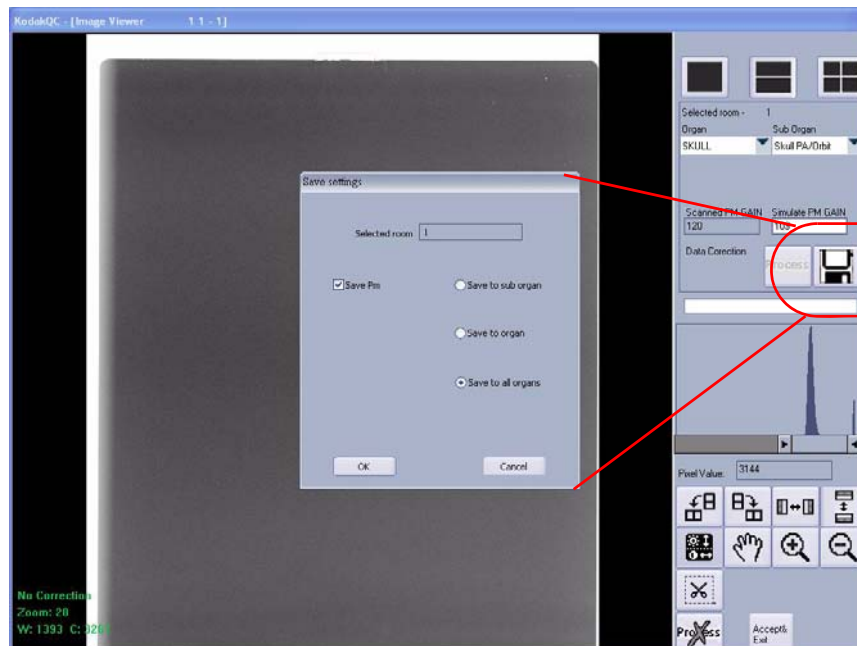 KodakQC - [Image Viewer 1 1 - 1]
Selected room - 1
Organ Sub Organ
SKULL Skull PA/Orbit
Scanned PM GAIN Simulate PM GAIN
120
Data Corection
Process
Save settings
Selected room 1
Save Pm
Save to sub organ
Save to organ
Save to all organs
OK Cancel
Pixel Value: 3144
No Correction
Zoom: 20
W: 1393 C:
Process
Accept&
Exit